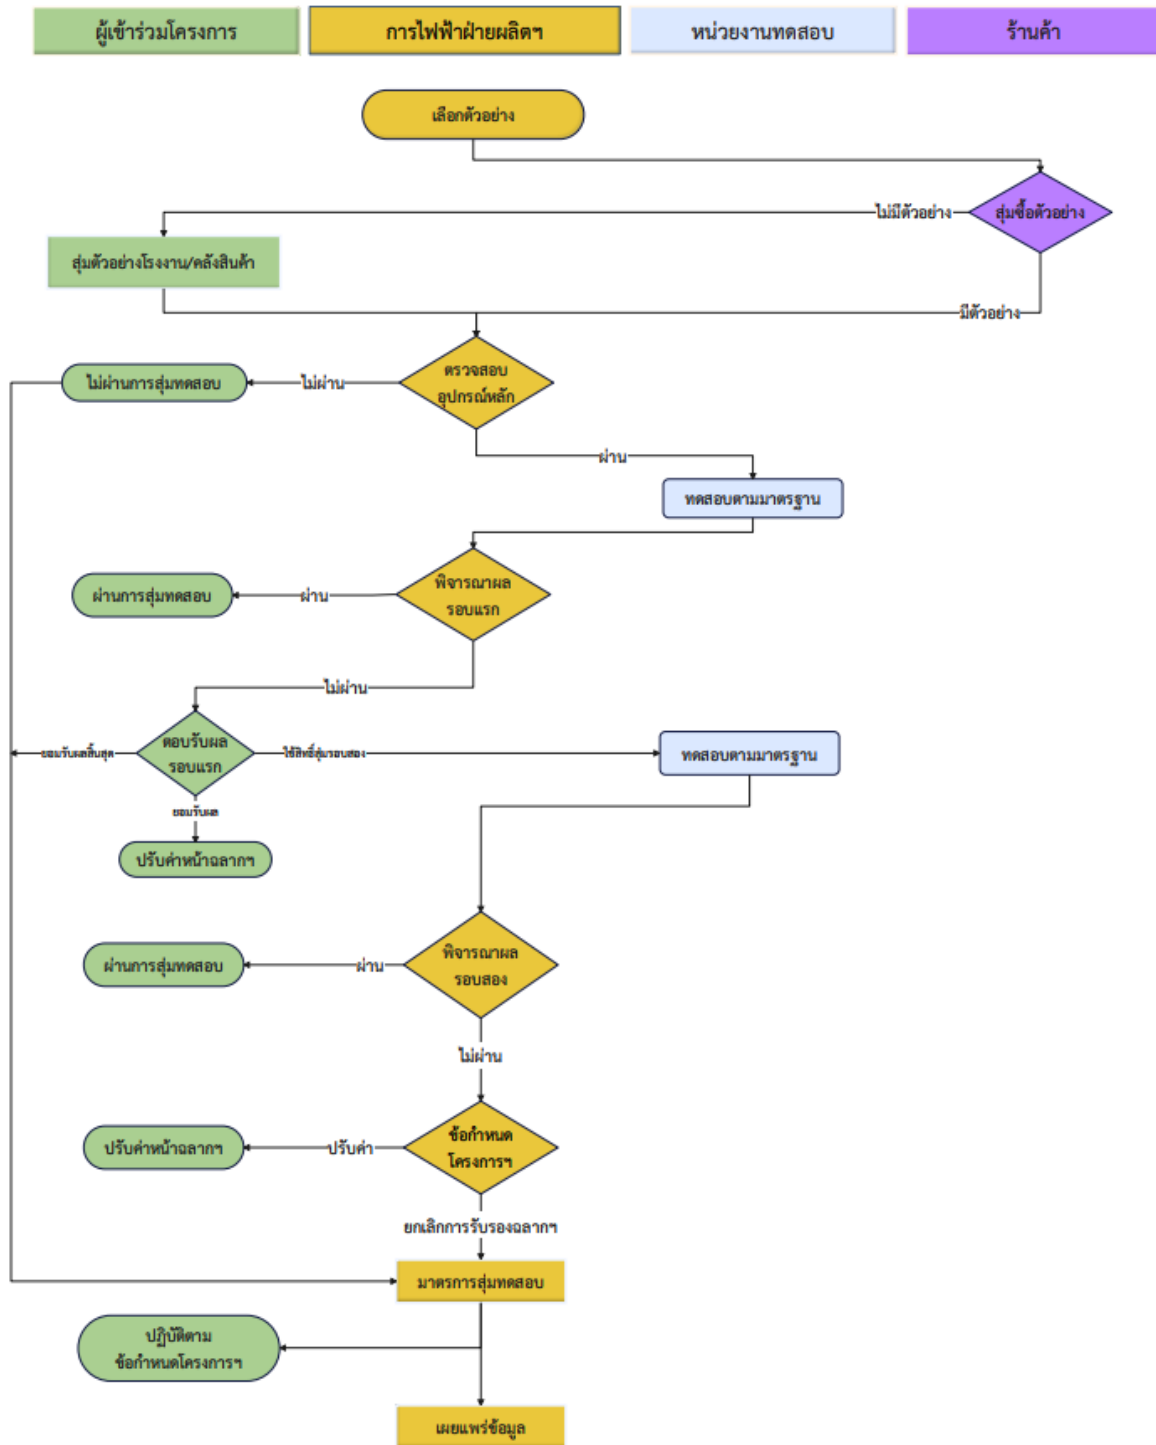 ผู้เข้าร่วมโครงการ
การไฟฟ้าฝ่ายผลิตฯ
หน่วยงานทดสอบ
ร้านค้า
เลือกตัวอย่าง
ไม่มีตัวอย่าง
สุ่มซื้อตัวอย่าง
สุ่มตัวอย่างโรงงาน/คลังสินค้า
มีตัวอย่าง
ไม่ผ่านการสุ่มทดสอบ
ไม่ผ่าน
ตรวจสอบ
อุปกรณ์หลัก
ผ่าน
ทดสอบตามมาตรฐาน
ผ่านการสุ่มทดสอบ
ผ่าน
พิจารณาผล
รอบแรก
ไม่ผ่าน
ยอมรับผลสิ้นสุด
ตอบรับผล
รอบแรก
ใช้สิทธิ์สุ่มรอบสอง
ทดสอบตามมาตรฐาน
ยอมรับผล
ปรับค่าหน้าฉลากฯ
ผ่านการสุ่มทดสอบ
ผ่าน
พิจารณาผล
รอบสอง
ไม่ผ่าน
ปรับค่าหน้าฉลากฯ
ปรับค่า
ข้อกำหนด
โครงการฯ
ยกเลิกการรับรองฉลากฯ
มาตรการสุ่มทดสอบ
ปฏิบัติตาม
ข้อกำหนดโครงการฯ
เผยแพร่ข้อมูล